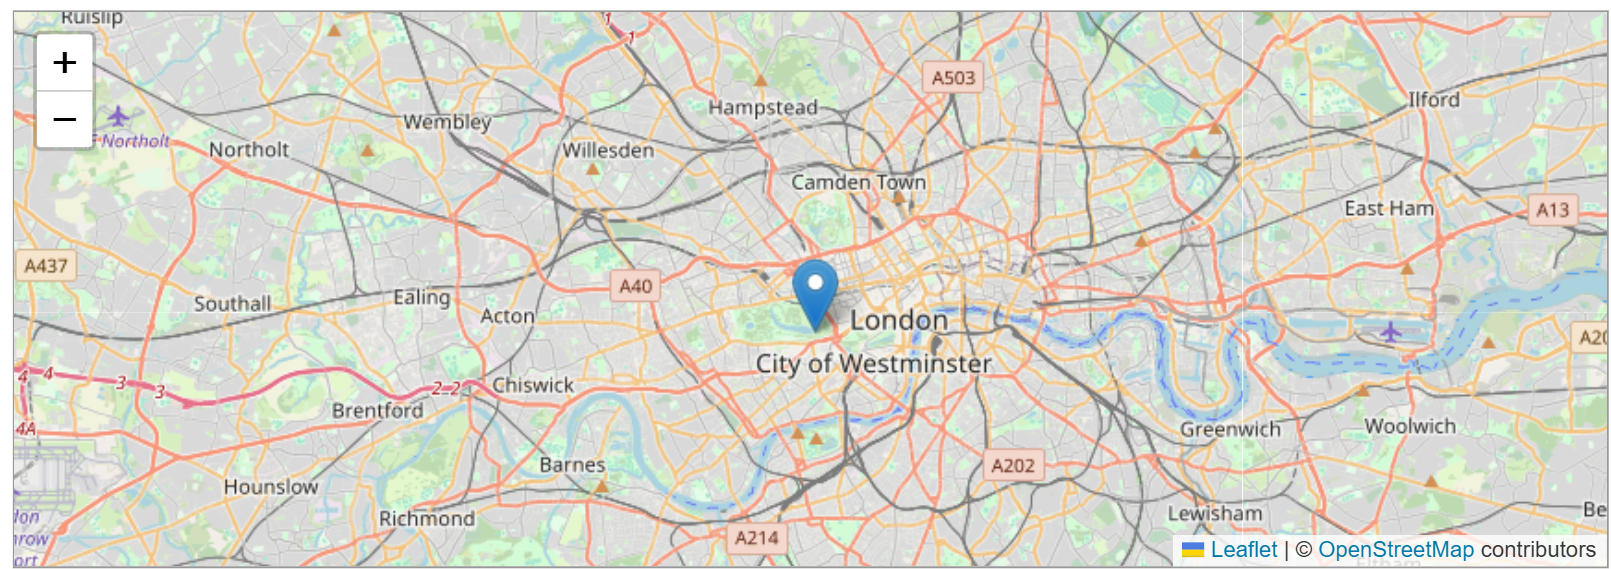 Ruislip
+
−
Northolt
Wembley
Northolt
Willesden
Hampstead
Camden Town
A503
Ilford
East Ham
A13
A437
Southall
Ealing
Acton
A40
London
City of Westminster
1
1
4
4
3
3
2
2
4A
Chiswick
Brentford
Barnes
Hounslow
Richmond
A214
A202
Greenwich
Woolwich
Lewisham
Leaflet | © OpenStreetMap contributors